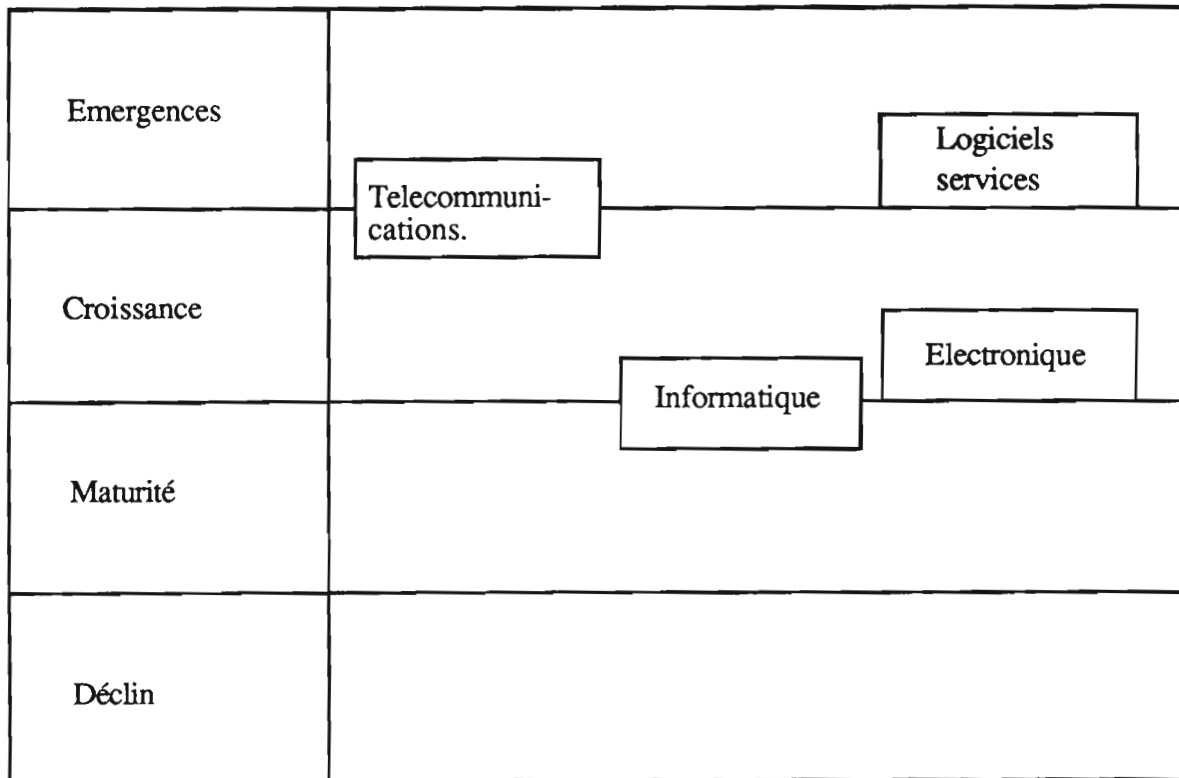 Emergences
Logiciels
services
Telecommuni-
cations.
Croissance
Electronique
Informatique
Maturité
Déclin